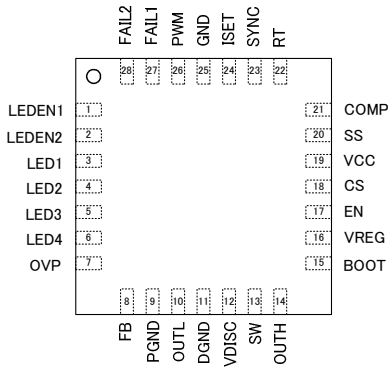 FAIL2 FAIL1 PWM GND ISET SYNC RT
28 27 26 25 24 23 22
LEDEN1 1 21 COMP
LEDEN2 2 20 SS
LED1 3 19 VCC
LED2 4 18 CS
LED3 5 17 EN
LED4 6 16 VREG
OVP 7 15 BOOT
8 9 10 11 12 13 14
FB PGND OUTL DGND VDISC SW OUTH